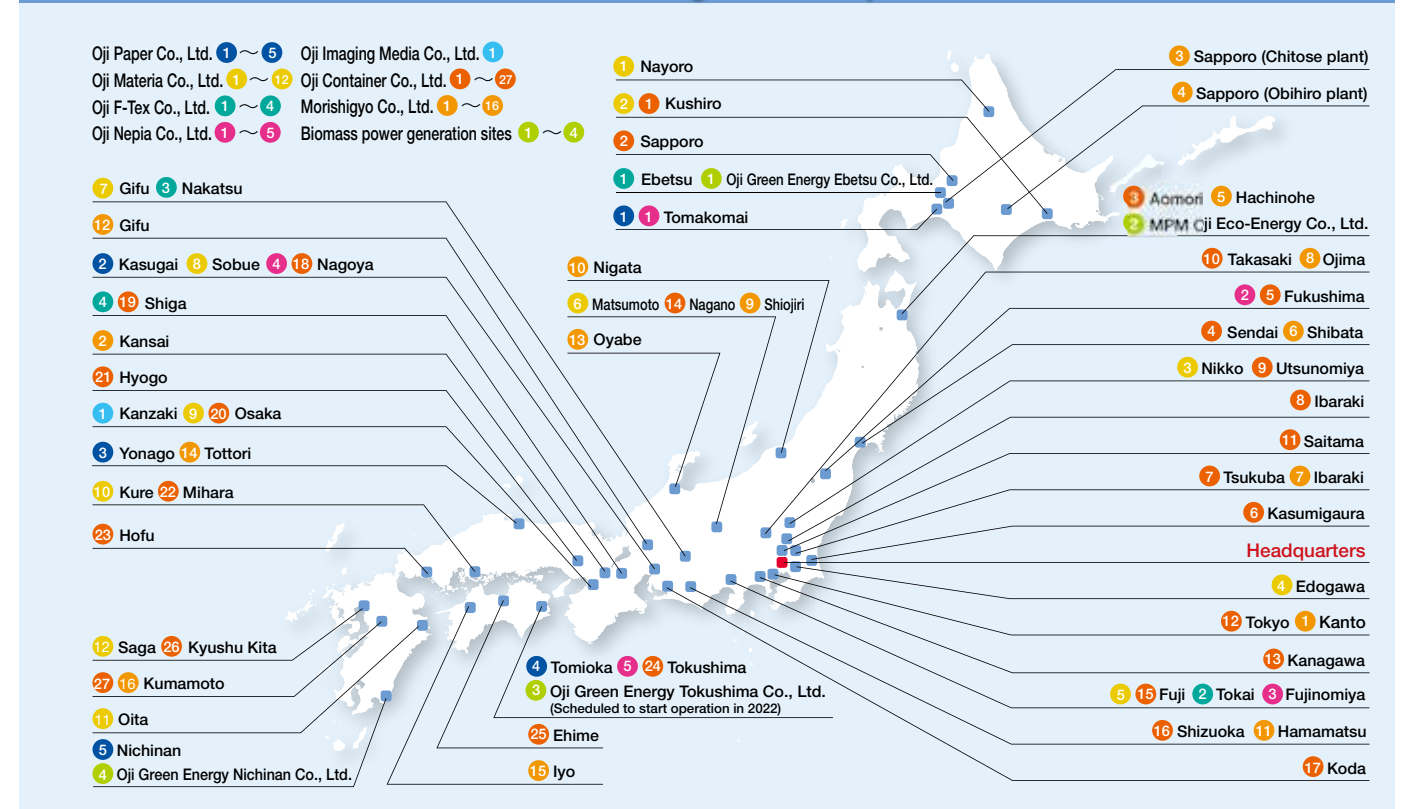 Oji Paper Co., Ltd. 1 ~ 5 Oji Imaging Media Co., Ltd. 1
Oji Materia Co., Ltd. 1 ~ 12 Oji Container Co., Ltd. 1 ~ 27
Oji F-Tex Co., Ltd. 1 ~ 4 Morishigyo Co., Ltd. 1 ~ 16
Oji Nepia Co., Ltd. 1 ~ 5 Biomass power generation sites 1 ~ 4
7 Gifu 3 Nakatsu
12 Gifu
2 Kasugai 8 Sobue 4 18 Nagoya
4 19 Shiga
2 Kansai
21 Hyogo
1 Kanzaki 9 20 Osaka
3 Yonago 14 Tottori
10 Kure 22 Mihara
23 Hofu
12 Saga 26 Kyushu Kita
27 16 Kumamoto
11 Oita
5 Nichinan
4 Oji Green Energy Nichinan Co., Ltd.
1 Nayoro
2 1 Kushiro
2 Sapporo
1 Ebetsu 1 Oji Green Energy Ebetsu Co., Ltd.
1 1 Tomakomai
10 Nigata
6 Matsumoto 14 Nagano 9 Shiojiri
13 Oyabe
4 Tomioka 5 24 Tokushima
3 Oji Green Energy Tokushima Co., Ltd.
(Scheduled to start operation in 2022)
25 Ehime
15 Iyo
3 Sapporo (Chitose plant)
4 Sapporo (Obihiro plant)
3 Aomori 5 Hachinohe
2 MPM Oji Eco-Energy Co., Ltd.
10 Takasaki 8 Ojima
2 5 Fukushima
4 Sendai 6 Shibata
3 Nikko 9 Utsunomiya
8 Ibaraki
11 Saitama
7 Tsukuba 7 Ibaraki
6 Kasumigaura
Headquarters
4 Edogawa
12 Tokyo 1 Kanto
13 Kanagawa
5 15 Fuji 2 Tokai 3 Fujinomiya
16 Shizuoka 11 Hamamatsu
17 Koda